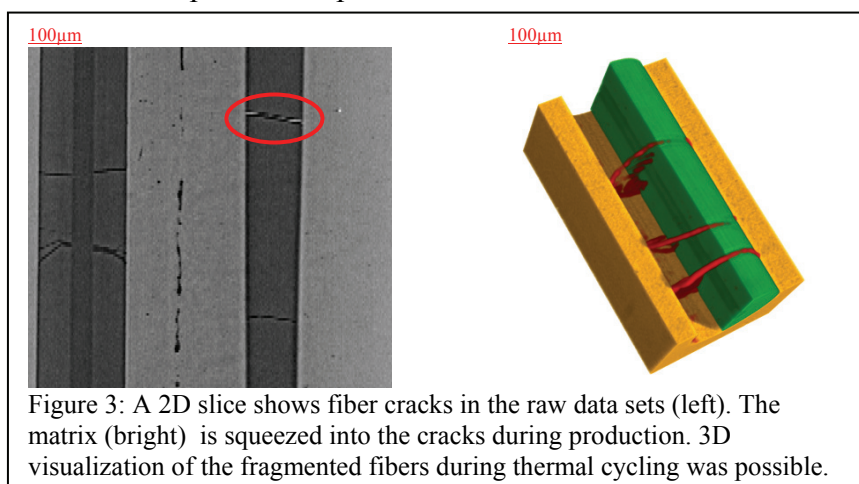 100µm
100µm
Figure 3: A 2D slice shows fiber cracks in the raw data sets (left). The
matrix (bright) is squeezed into the cracks during production. 3D
visualization of the fragmented fibers during thermal cycling was possible.